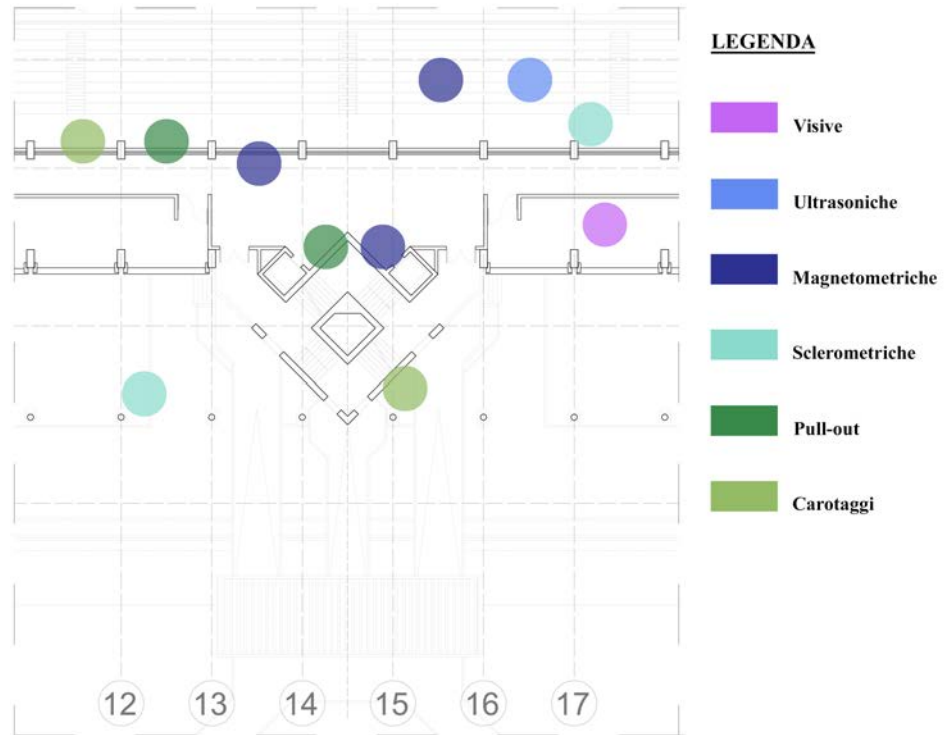 LEGENDA
Visive
Ultrasoniche
Magnetometriche
Sclerometriche
Pull-out
Carotaggi
12 13 14 15 16 17